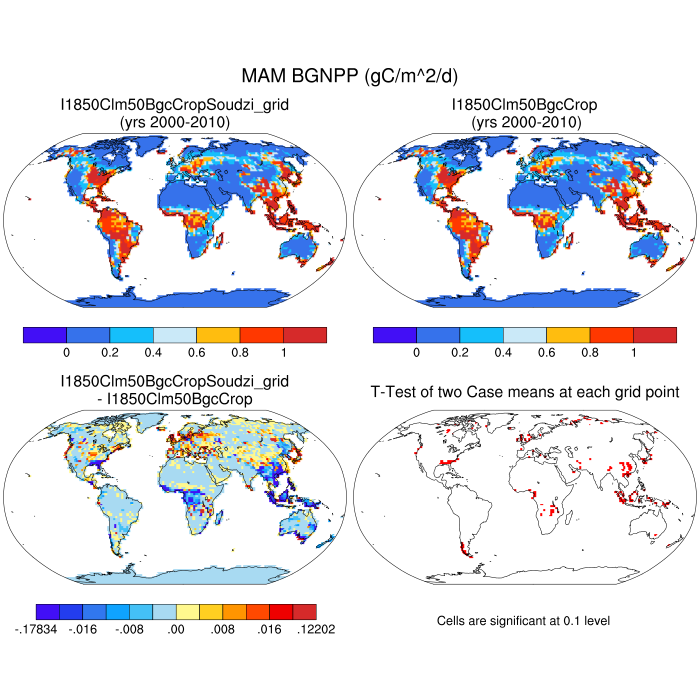 MAM BGNPP (gC/m^2/d)
I1850Clm50BgcCropSoudzi_grid
(yrs 2000-2010)
I1850Clm50BgcCrop
(yrs 2000-2010)
0 0.2 0.4 0.6 0.8 1
0 0.2 0.4 0.6 0.8 1
I1850Clm50BgcCropSoudzi_grid
- I1850Clm50BgcCrop
T-Test of two Case means at each grid point
-.17834 -.016 -.008 .00 .008 .016 .12202
Cells are significant at 0.1 level